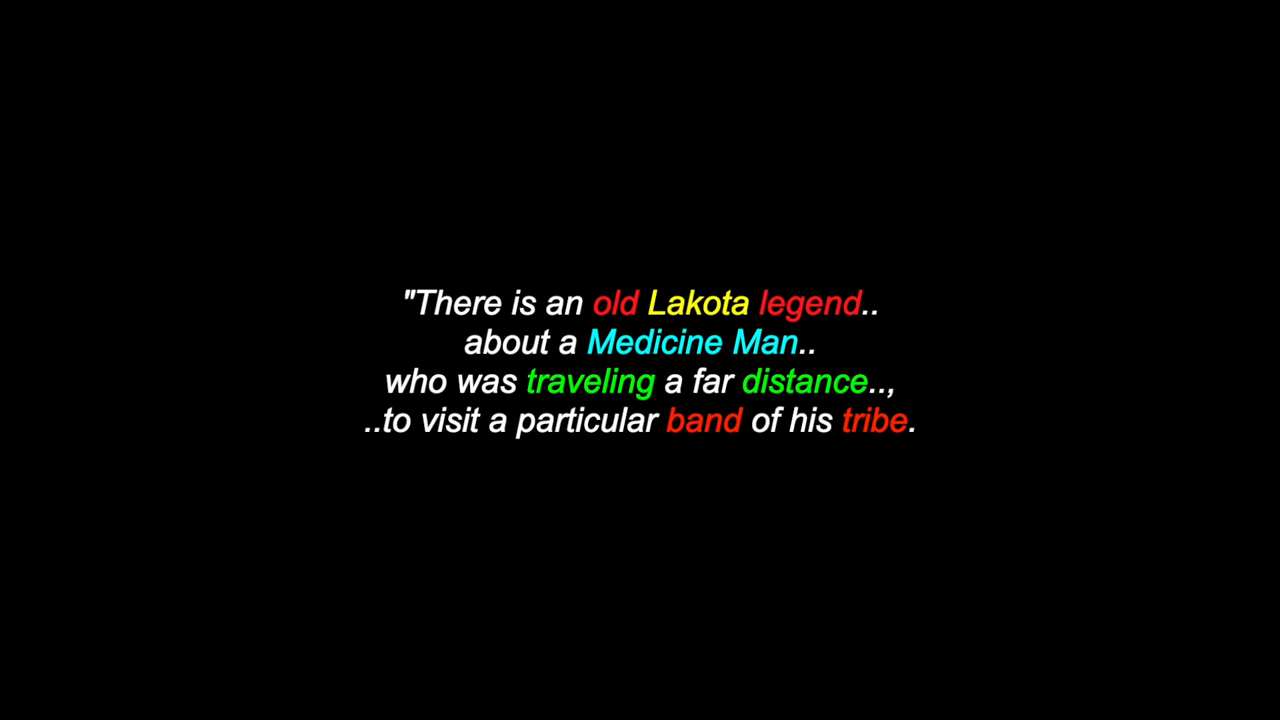 "There is an old Lakota legend..
about a Medicine Man..
who was traveling a far distance..,
..to visit a particular band of his tribe.